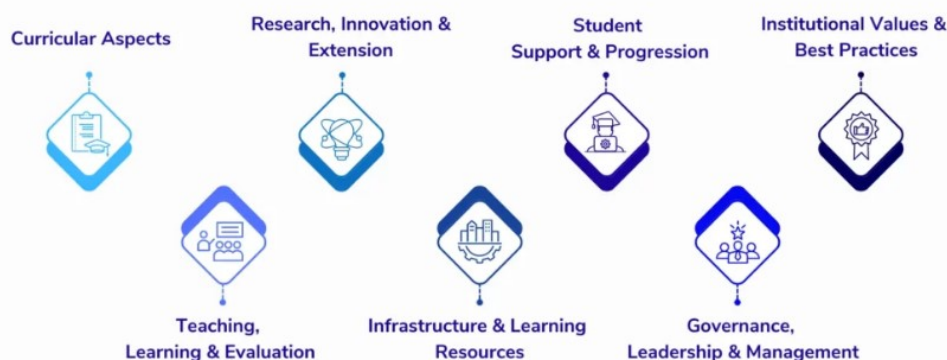 Curricular Aspects
Research, Innovation &
Extension
Student
Support & Progression
Institutional Values &
Best Practices
Teaching,
Learning & Evaluation
Infrastructure & Learning
Resources
Governance,
Leadership & Management